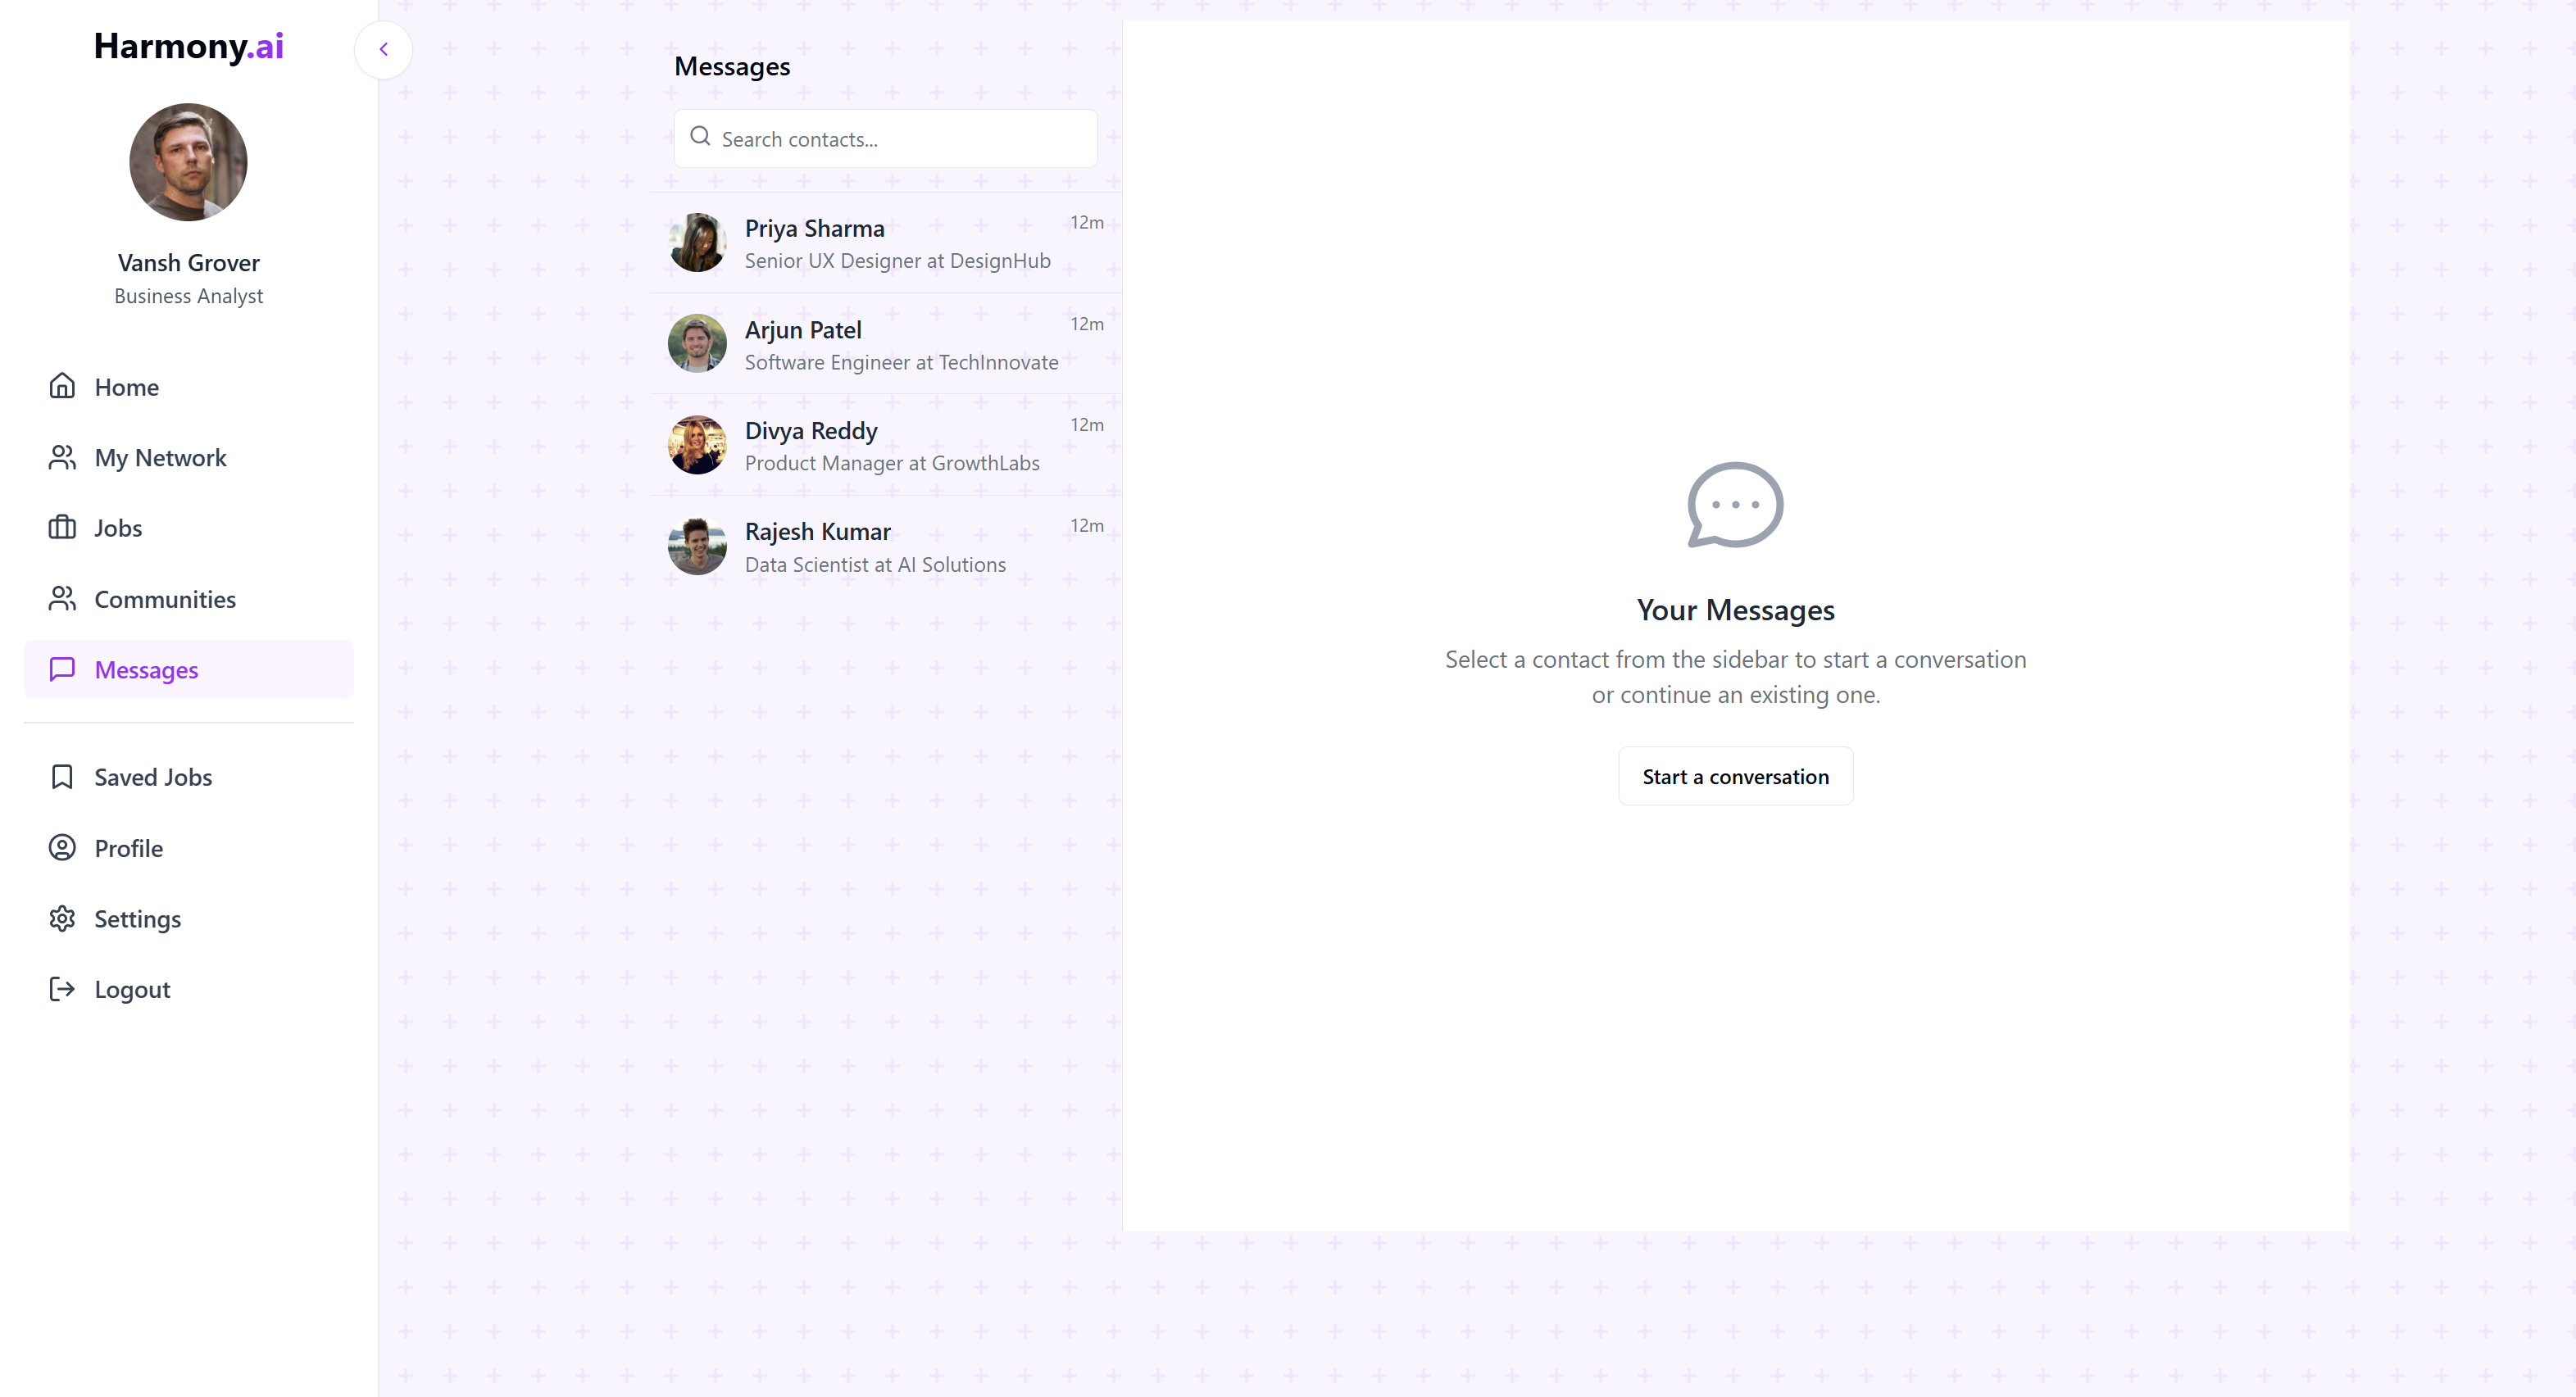 Harmony.ai
Vansh Grover
Business Analyst
Home
My Network
Jobs
Communities
Messages
Saved Jobs
Profile
Settings
Logout
Messages
Search contacts...
Priya Sharma
12m
Senior UX Designer at DesignHub
Arjun Patel
12m
Software Engineer at TechInnovate
Divya Reddy
12m
Product Manager at GrowthLabs
Rajesh Kumar
12m
Data Scientist at AI Solutions
Your Messages
Select a contact from the sidebar to start a conversation
or continue an existing one.
Start a conversation